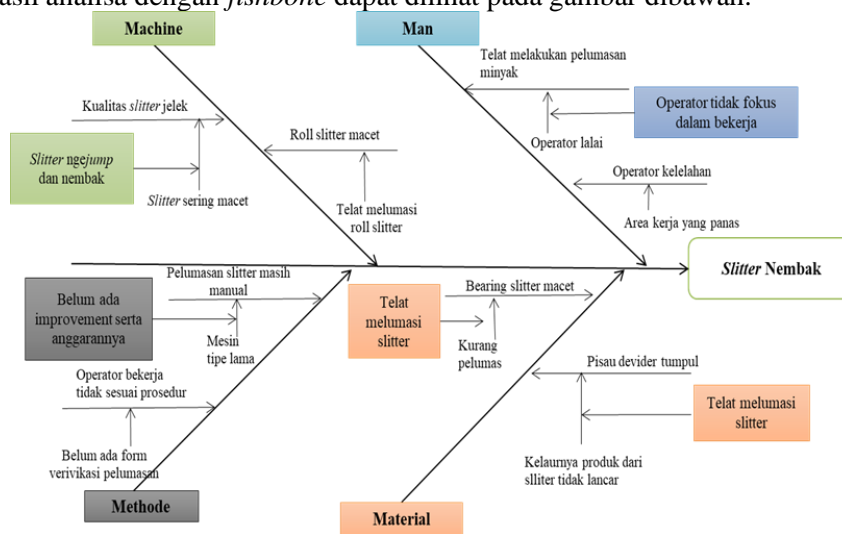 asil analisa dengan fishbone dapat dilihat pada gambar dibawah:
Machine
Man
Telat melakukan pelumasan
minyak
Kualitas slitter jelek
Operator tidak fokus
dalam bekerja
Roll slitter macet
Operator lalai
Slitter ngejump
dan nembak
Operator kelelahan
Slitter sering macet
Telat melumasi
roll slitter
Area kerja yang panas
Slitter Nembak
Pelumasan slitter masih
manual
Bearing slitter macet
Belum ada
improvement serta
anggarannya
Telat
melumasi
slitter
Mesin
tipe lama
Kurang
pelumas
Operator bekerja
tidak sesuai prosedur
Pisau devider tumpul
Telat melumasi
slitter
Belum ada form
verivikasi pelumasan
Kelaurnya produk dari
slliter tidak lancar
Methode
Material